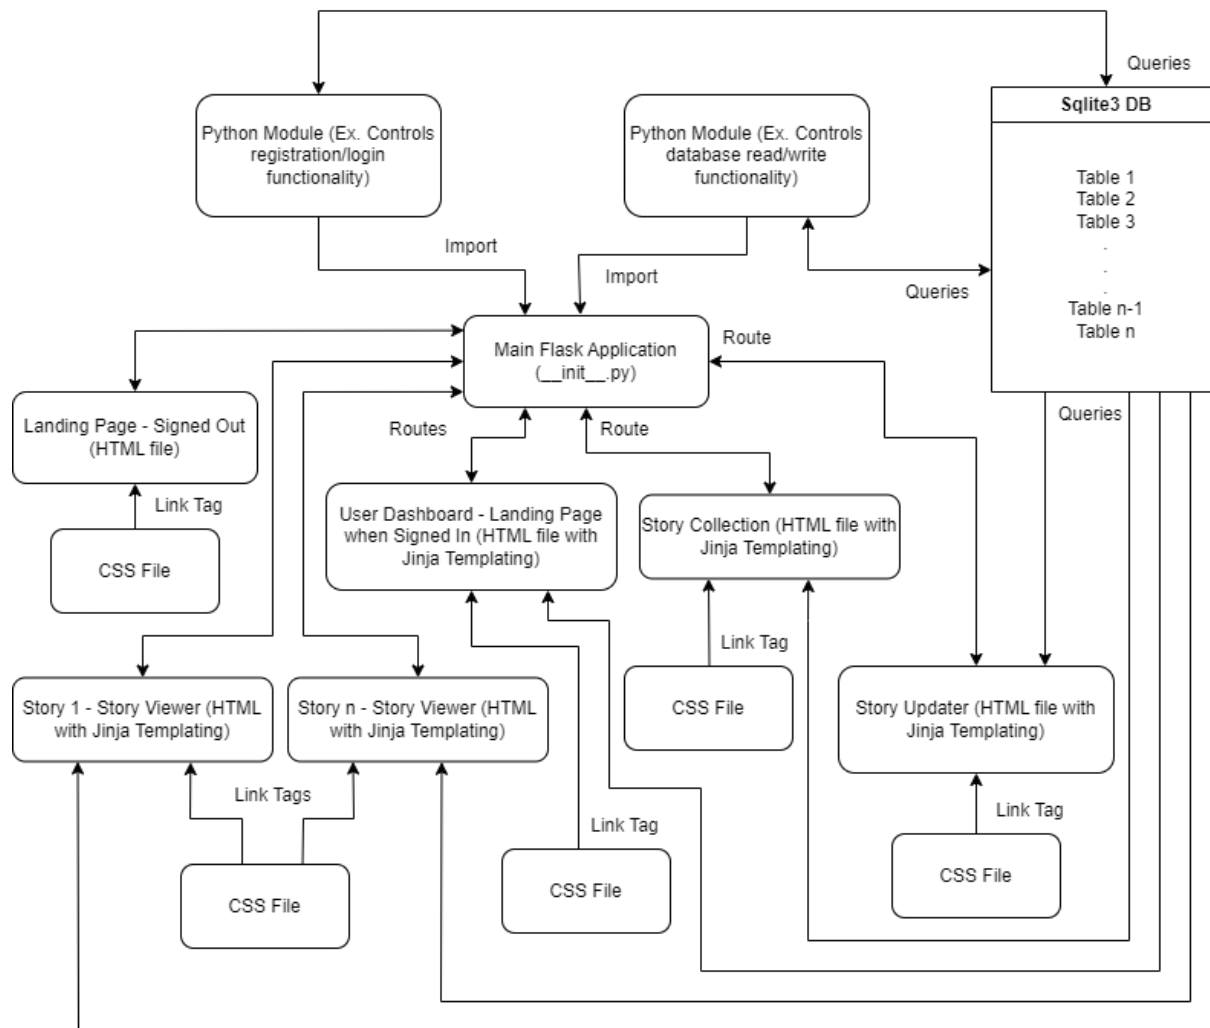 Queries
Sqlite3 DB
Python Module (Ex. Controls
registration/login
functionality)
Python Module (Ex. Controls
database read/write
functionality)
Table 1
Table 2
Table 3
.
.
.
Table n-1
Table n
Import
Import
Queries
Main Flask Application
(__init__.py)
Route
Landing Page - Signed Out
(HTML file)
Routes
Route
Queries
Link Tag
CSS File
User Dashboard - Landing Page
when Signed In (HTML file with
Jinja Templating)
Story Collection (HTML file with
Jinja Templating)
Link Tag
Story 1 - Story Viewer (HTML
with Jinja Templating)
Story n - Story Viewer (HTML
with Jinja Templating)
CSS File
Story Updater (HTML file with
Jinja Templating)
Link Tags
Link Tag
Link Tag
CSS File
CSS File
CSS File